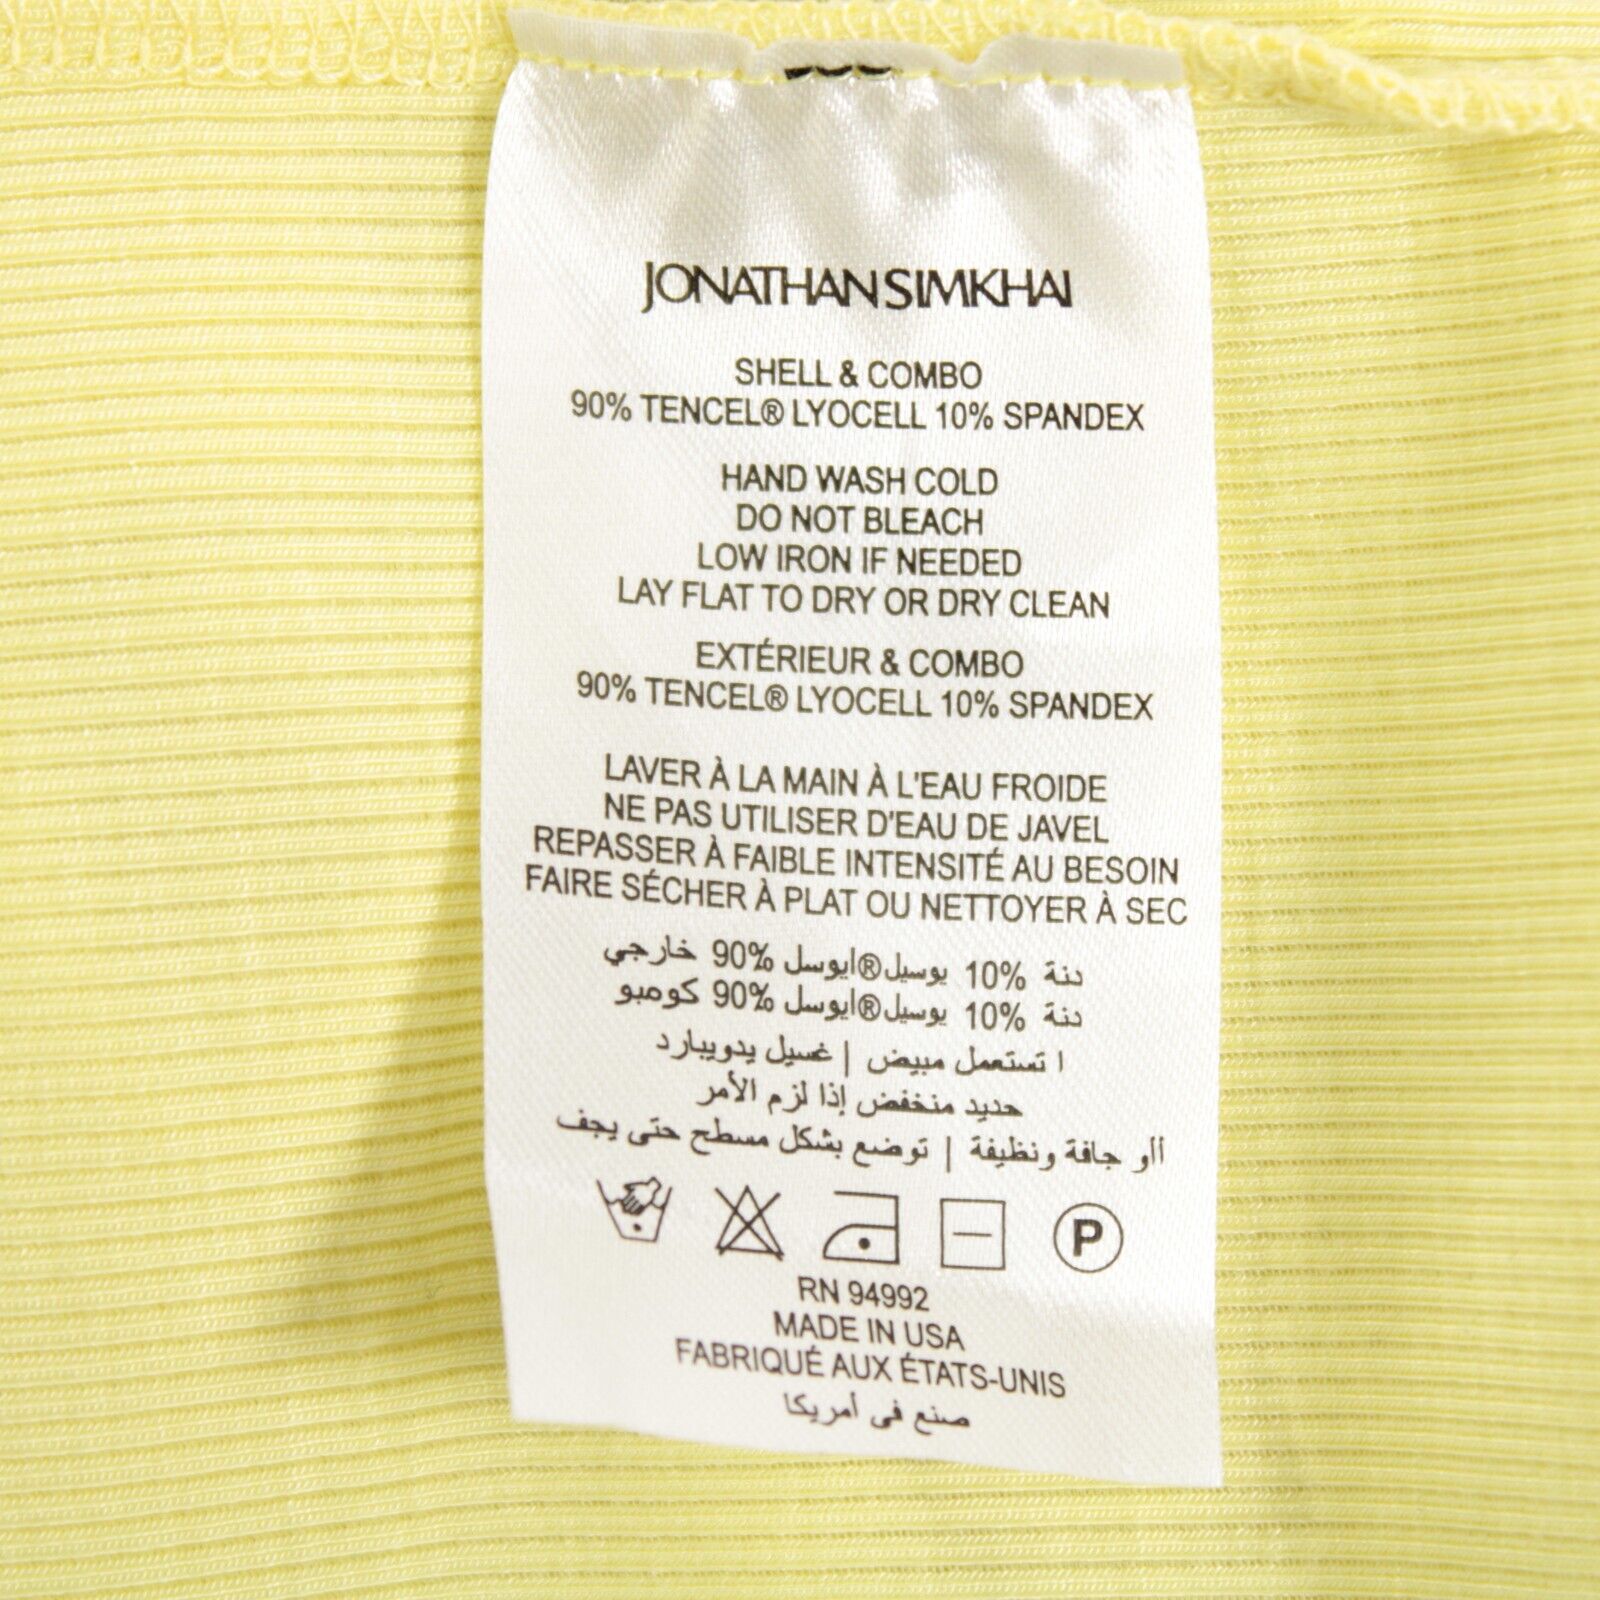 JONATHAN SIMKHAI
SHELL & COMBO
90% TENCEL® LYOCELL 10% SPANDEX
HAND WASH COLD
DO NOT BLEACH
LOW IRON IF NEEDED
LAY FLAT TO DRY OR DRY CLEAN
EXTÉRIEUR & COMBO
90% TENCEL® LYOCELL 10% SPANDEX
LAVER À LA MAIN À L'EAU FROIDE
NE PAS UTILISER D'EAU DE JAVEL
REPASSER À FAIBLE INTENSITÉ AU BESOIN
FAIRE SÉCHER À PLAT OU NETTOYER À SEC
دنة 10% يوسيل®ايوسل 90% خارجي
دنة 10% يوسيل®ايوسل 90% كومبو
ا تستعمل مبيض | غسيل يدويبارد
حديد منخفض إذا لزم الأمر
أاو جافة ونظيفة | توضع بشكل مسطح حتى يجف
P
RN 94992
MADE IN USA
FABRIQUÉ AUX ÉTATS-UNIS
صنع في أمريكا